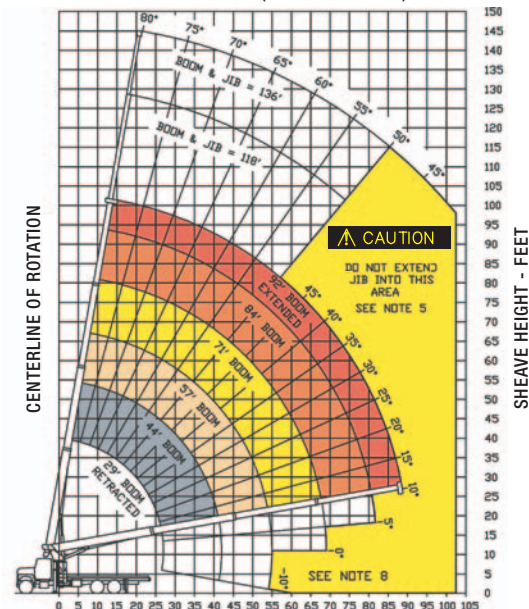 80°
75°
70°
65°
60°
55°
50°
45°
BOOM & JIB = 136'
BOOM & JIB = 118'
CAUTION
DO NOT EXTEND
JIB INTO THIS
AREA
SEE NOTE 5
92' BOOM
EXTENDED
84' BOOM
71' BOOM
57' BOOM
44' BOOM
29' BOOM
RETRACTED
45°
40°
35°
30°
25°
20°
15°
10°
5°
0°
-10°
SEE NOTE 8
CENTERLINE OF ROTATION
SHEAVE HEIGHT - FEET
150
145
140
135
130
125
120
115
110
105
100
95
90
85
80
75
70
65
60
55
50
45
40
35
30
25
20
15
10
5
0
0 5 10 15 20 25 30 35 40 45 50 55 60 65 70 75 80 85 90 95 100 105